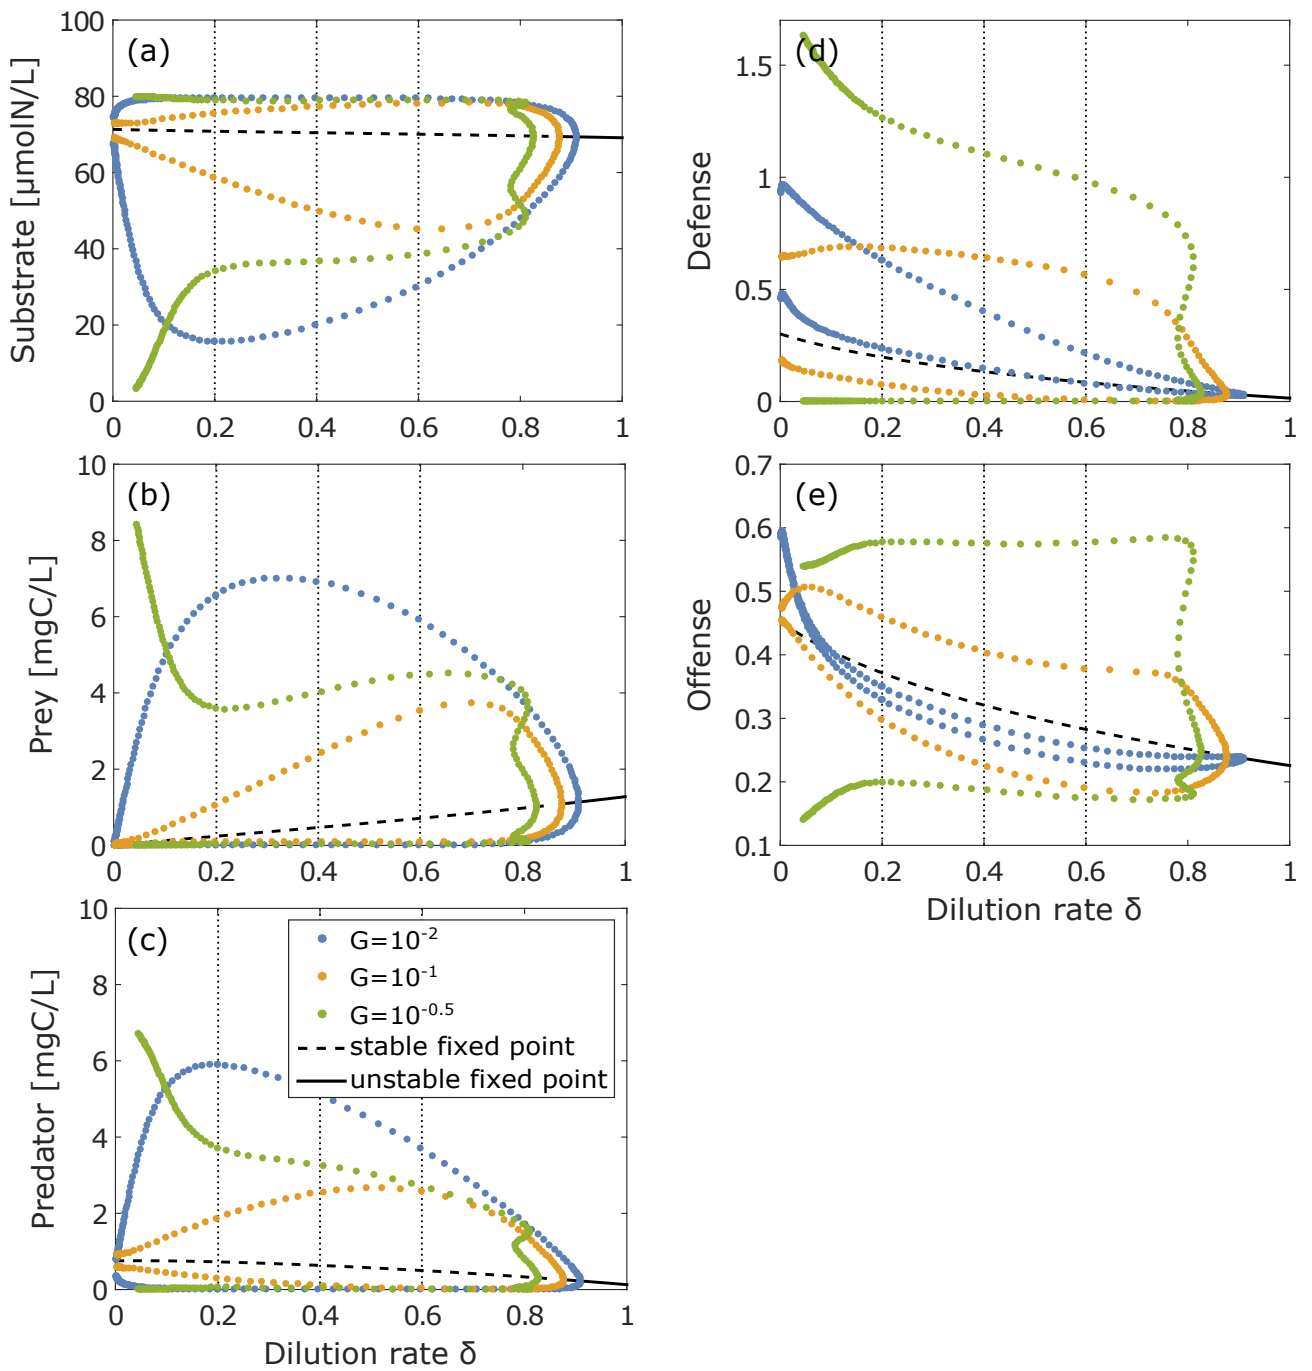 (a)
Substrate [µmolN/L]
100
80
60
40
20
0
0 0.2 0.4 0.6 0.8 1
(d)
Defense
1.5
1
0.5
0
0 0.2 0.4 0.6 0.8 1
(b)
Prey [mgC/L]
10
8
6
4
2
0
0 0.2 0.4 0.6 0.8 1
(e)
Offense
0.7
0.6
0.5
0.4
0.3
0.2
0.1
0 0.2 0.4 0.6 0.8 1
Dilution rate δ
(c)
Predator [mgC/L]
10
8
6
4
2
0
0 0.2 0.4 0.6 0.8 1
Dilution rate δ
G=10⁻²
G=10⁻¹
G=10⁻⁰·⁵
stable fixed point
unstable fixed point